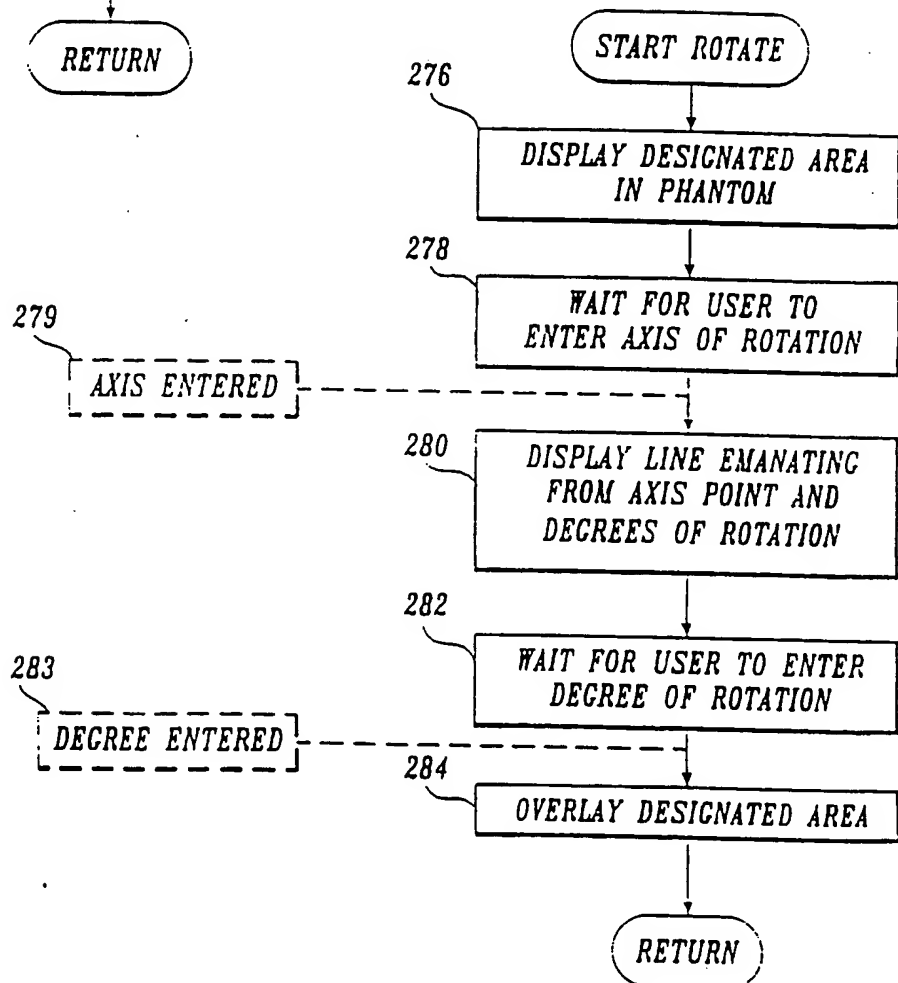 RETURN
START ROTATE
276
DISPLAY DESIGNATED AREA
IN PHANTOM
278
WAIT FOR USER TO
ENTER AXIS OF ROTATION
279
AXIS ENTERED
280
DISPLAY LINE EMANATING
FROM AXIS POINT AND
DEGREES OF ROTATION
282
WAIT FOR USER TO ENTER
DEGREE OF ROTATION
283
DEGREE ENTERED
284
OVERLAY DESIGNATED AREA
RETURN